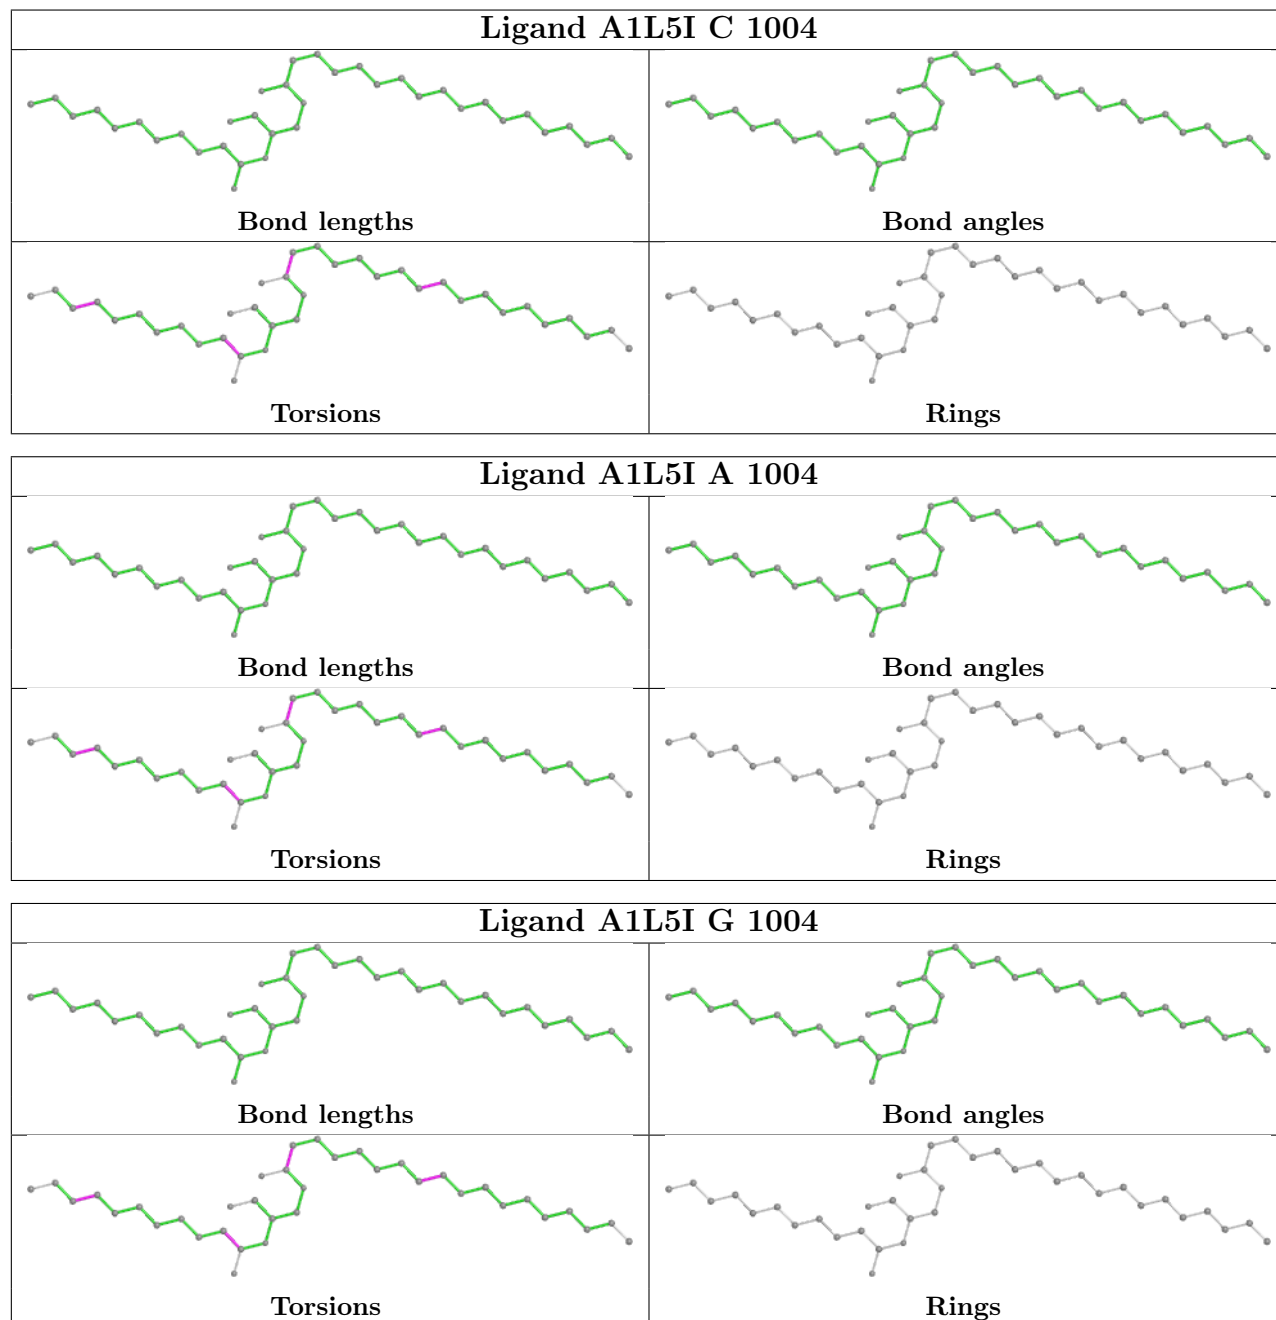 Ligand A1L5I C 1004
Bond lengths
Bond angles
Torsions
Rings
Ligand A1L5I A 1004
Bond lengths
Bond angles
Torsions
Rings
Ligand A1L5I G 1004
Bond lengths
Bond angles
Torsions
Rings